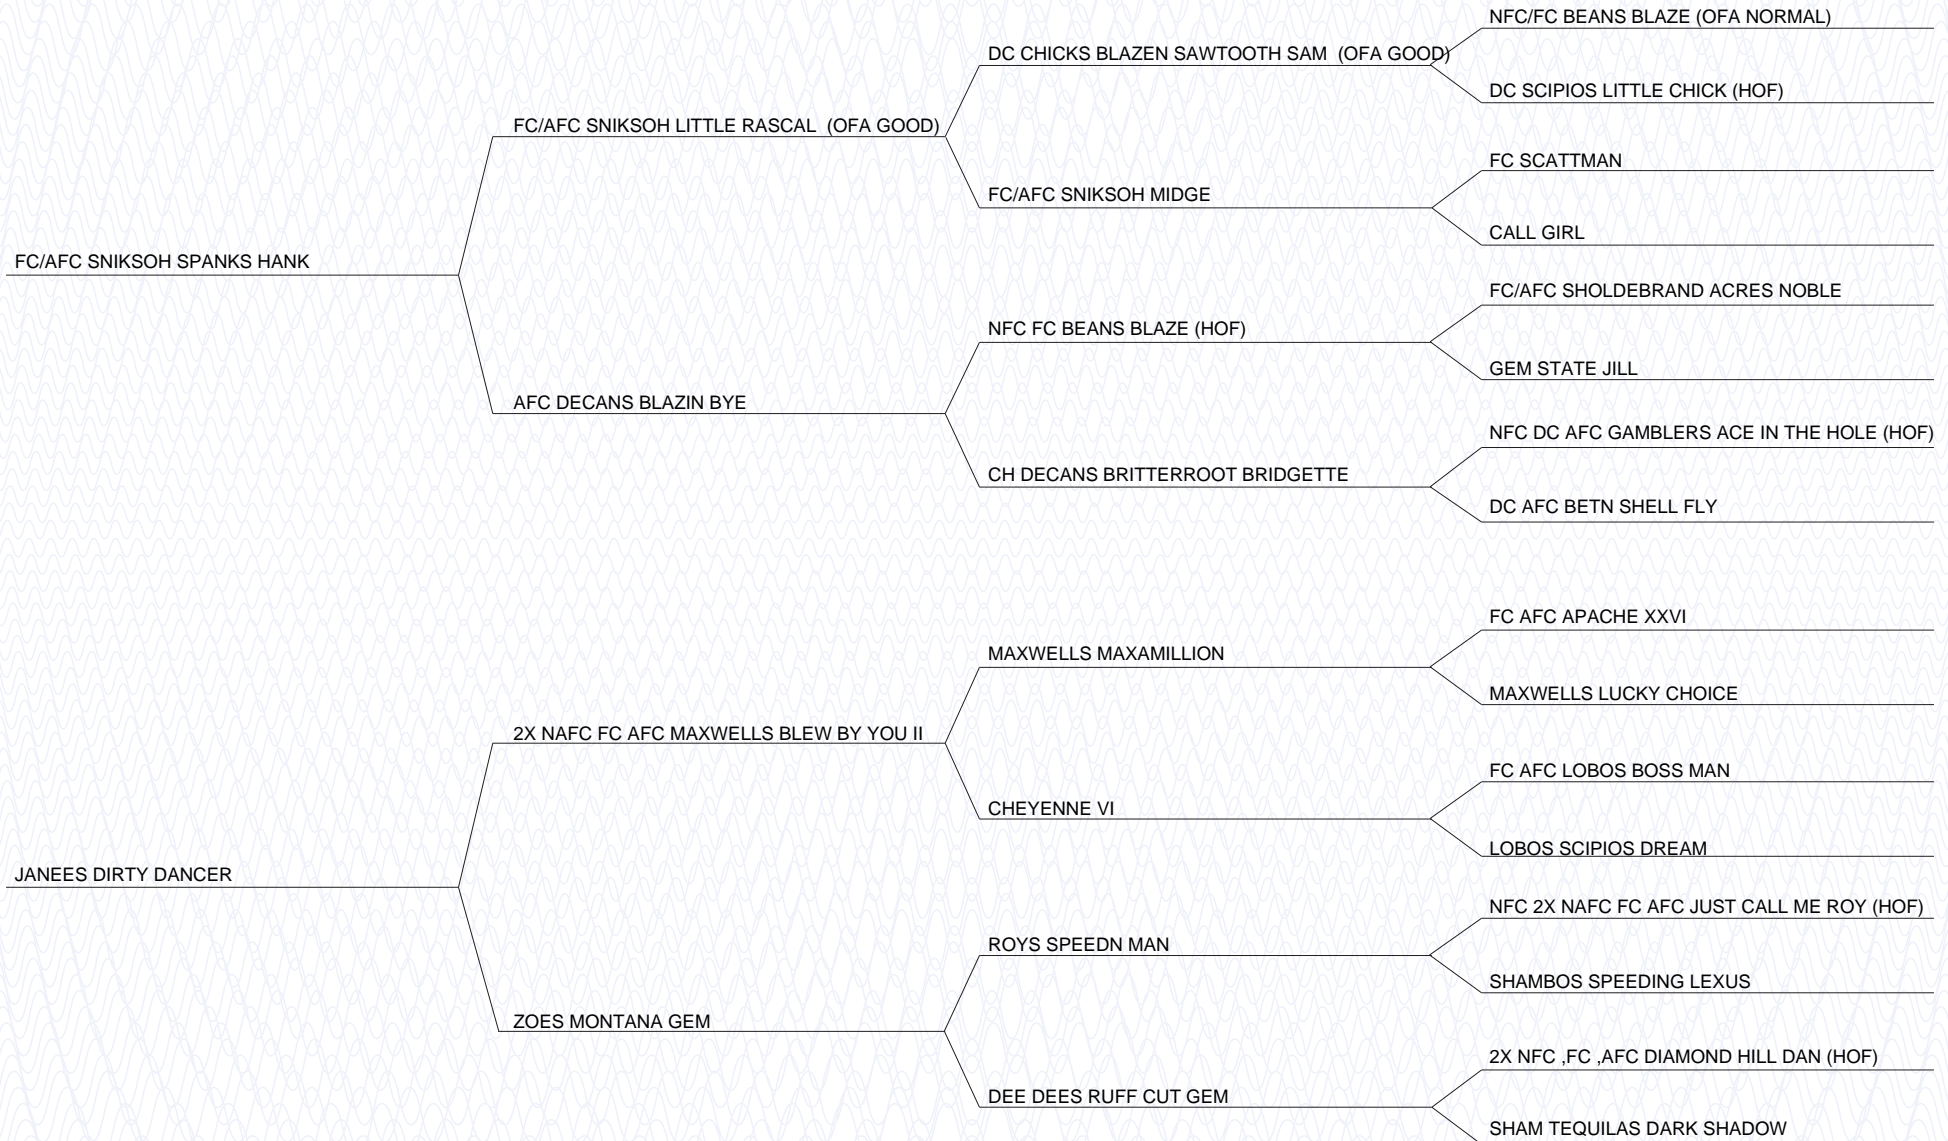 NFC/FC BEANS BLAZE (OFA NORMAL)
DC CHICKS BLAZEN SAWTOOTH SAM (OFA GOOD)
DC SCIPIOS LITTLE CHICK (HOF)
FC/AFC SNIKSOH LITTLE RASCAL (OFA GOOD)
FC SCATTMAN
FC/AFC SNIKSOH MIDGE
CALL GIRL
FC/AFC SNIKSOH SPANKS HANK
FC/AFC SHOLDEBRAND ACRES NOBLE
NFC FC BEANS BLAZE (HOF)
GEM STATE JILL
AFC DECANS BLAZIN BYE
NFC DC AFC GAMBLERS ACE IN THE HOLE (HOF)
CH DECANS BRITTERROOT BRIDGETTE
DC AFC BETN SHELL FLY
FC AFC APACHE XXVI
MAXWELLS MAXAMILLION
MAXWELLS LUCKY CHOICE
2X NAFC FC AFC MAXWELLS BLEW BY YOU II
FC AFC LOBOS BOSS MAN
CHEYENNE VI
LOBOS SCIPIOS DREAM
JANEES DIRTY DANCER
NFC 2X NAFC FC AFC JUST CALL ME ROY (HOF)
ROYS SPEEDN MAN
SHAMBOS SPEEDING LEXUS
ZOES MONTANA GEM
2X NFC ,FC ,AFC DIAMOND HILL DAN (HOF)
DEE DEES RUFF CUT GEM
SHAM TEQUILAS DARK SHADOW